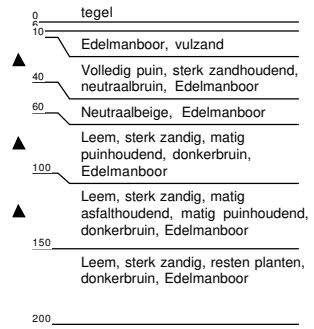 0 tegel
6
10
Edelmanboor, vulzand
Volledig puin, sterk zandhoudend,
40 neutraalbruin, Edelmanboor
60 Neutraalbeige, Edelmanboor
Leem, sterk zandig, matig
puinhoudend, donkerbruin,
100 Edelmanboor
Leem, sterk zandig, matig
asfalthoudend, matig puinhoudend,
donkerbruin, Edelmanboor
150
Leem, sterk zandig, resten planten,
donkerbruin, Edelmanboor
200